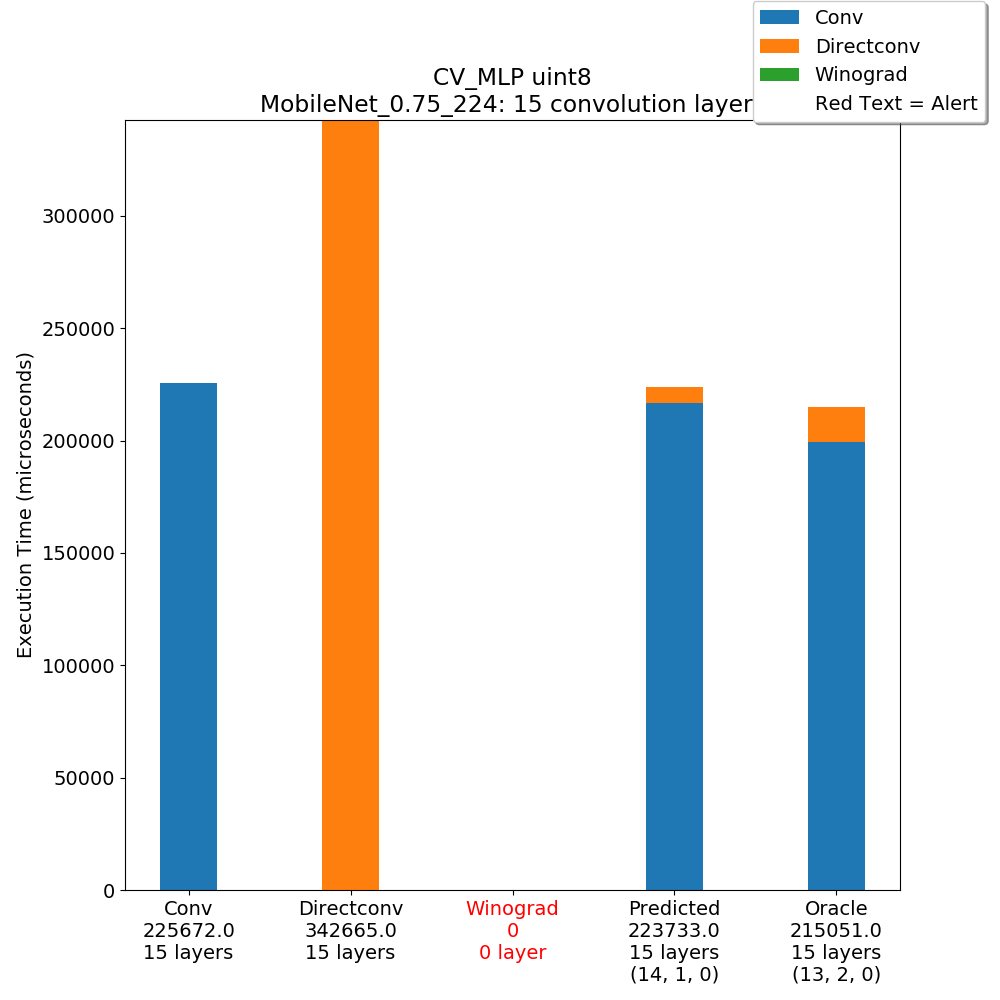 Conv
Directconv
Winograd
Red Text = Alert
CV_MLP uint8
MobileNet_0.75_224: 15 convolution layer
Execution Time (microseconds)
300000
250000
200000
150000
100000
50000
0
Conv
225672.0
15 layers
Directconv
342665.0
15 layers
Winograd
0
0 layer
Predicted
223733.0
15 layers
(14, 1, 0)
Oracle
215051.0
15 layers
(13, 2, 0)